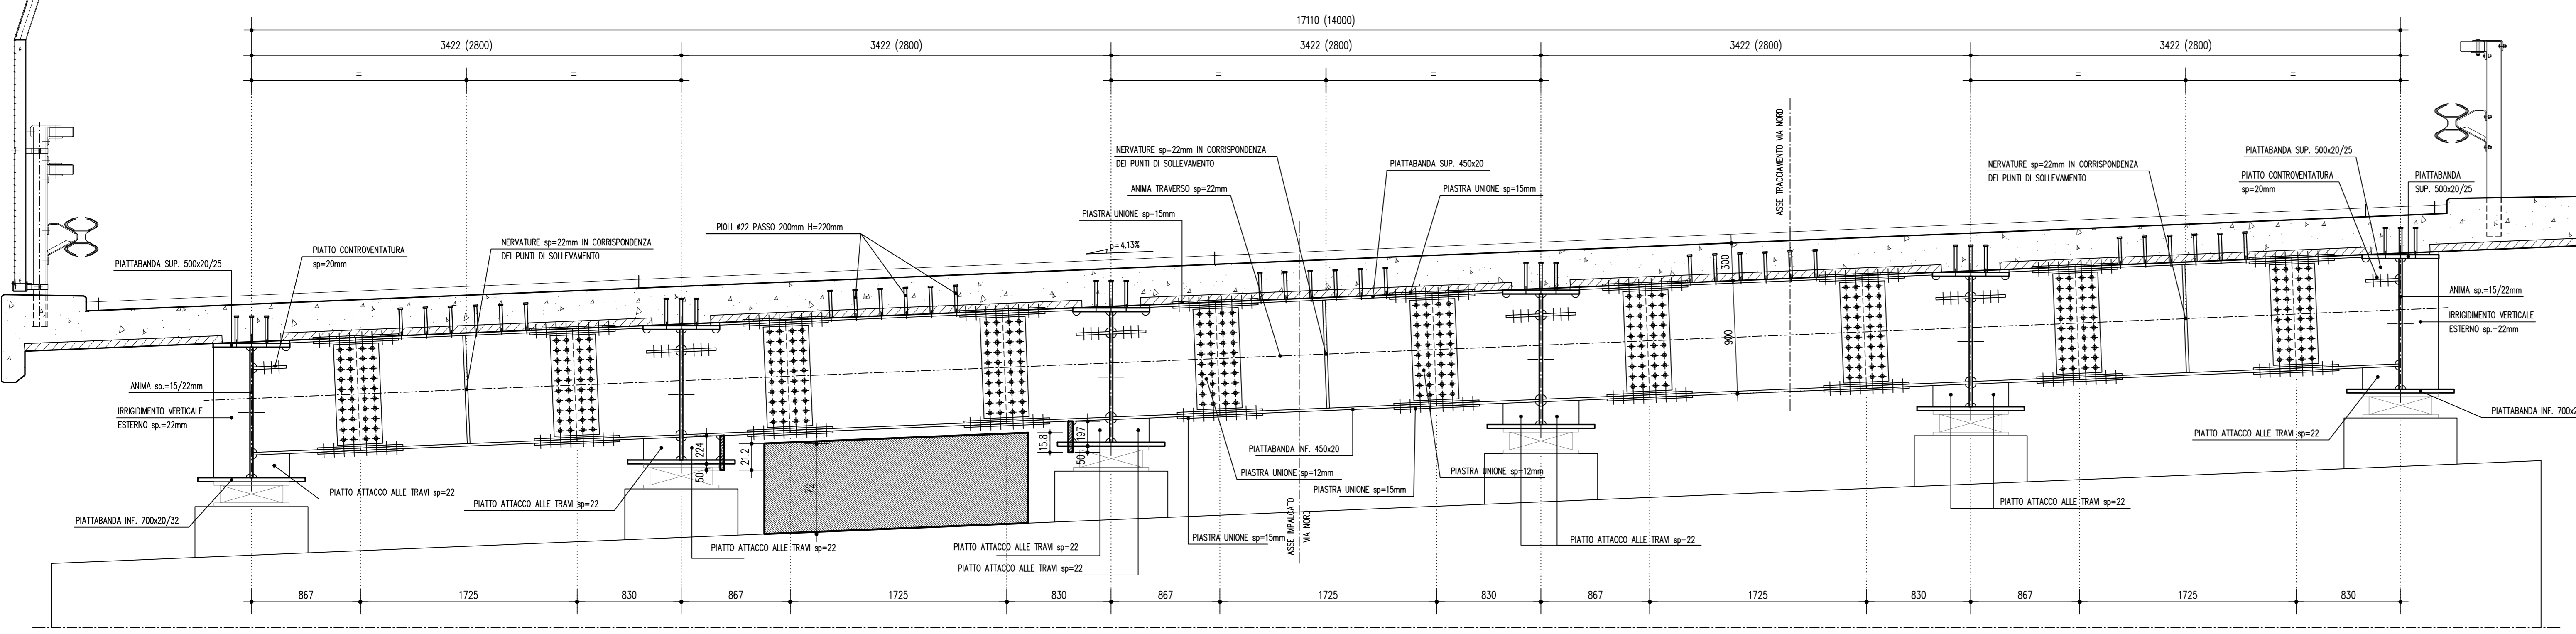 17110 (14000)
3422 (2800)
3422 (2800)
3422 (2800)
3422 (2800)
3422 (2800)
=
=
=
=
=
=
ASSE TRACCIAMENTO VIA NORD
NERVATURE sp=22mm IN CORRISPONDENZA
DEI PUNTI DI SOLLEVAMENTO
PIATTABANDA SUP. 450x20
ANIMA TRAVERSO sp=22mm
PIASTRA UNIONE sp=15mm
PIASTRA UNIONE sp=15mm
NERVATURE sp=22mm IN CORRISPONDENZA
DEI PUNTI DI SOLLEVAMENTO
PIATTABANDA SUP. 500x20/25
PIATTO CONTROVENTATURA
sp=20mm
PIATTABANDA
SUP. 500x20/25
PIOLI ø22 PASSO 200mm H=220mm
p= 4.13%
NERVATURE sp=22mm IN CORRISPONDENZA
DEI PUNTI DI SOLLEVAMENTO
PIATTO CONTROVENTATURA
sp=20mm
PIATTABANDA SUP. 500x20/25
300
900
ANIMA sp.=15/22mm
IRRIGIDIMENTO VERTICALE
ESTERNO sp.=22mm
ANIMA sp.=15/22mm
IRRIGIDIMENTO VERTICALE
ESTERNO sp.=22mm
PIATTABANDA INF. 700x2
PIATTO ATTACCO ALLE TRAVI sp=22
224
50
21.2
72
15.8
197
50
PIATTABANDA INF. 450x20
PIASTRA UNIONE sp=12mm
PIASTRA UNIONE sp=12mm
PIASTRA UNIONE sp=15mm
PIATTO ATTACCO ALLE TRAVI sp=22
PIATTO ATTACCO ALLE TRAVI sp=22
PIATTABANDA INF. 700x20/32
PIATTO ATTACCO ALLE TRAVI sp=22
PIATTO ATTACCO ALLE TRAVI sp=22
PIATTO ATTACCO ALLE TRAVI sp=22
PIATTO ATTACCO ALLE TRAVI sp=22
PIASTRA UNIONE sp=15mm
ASSE IMPALCATO
VIA NORD
PIATTO ATTACCO ALLE TRAVI sp=22
PIATTO ATTACCO ALLE TRAVI sp=22
867
1725
830
867
1725
830
867
1725
830
867
1725
830
867
1725
830